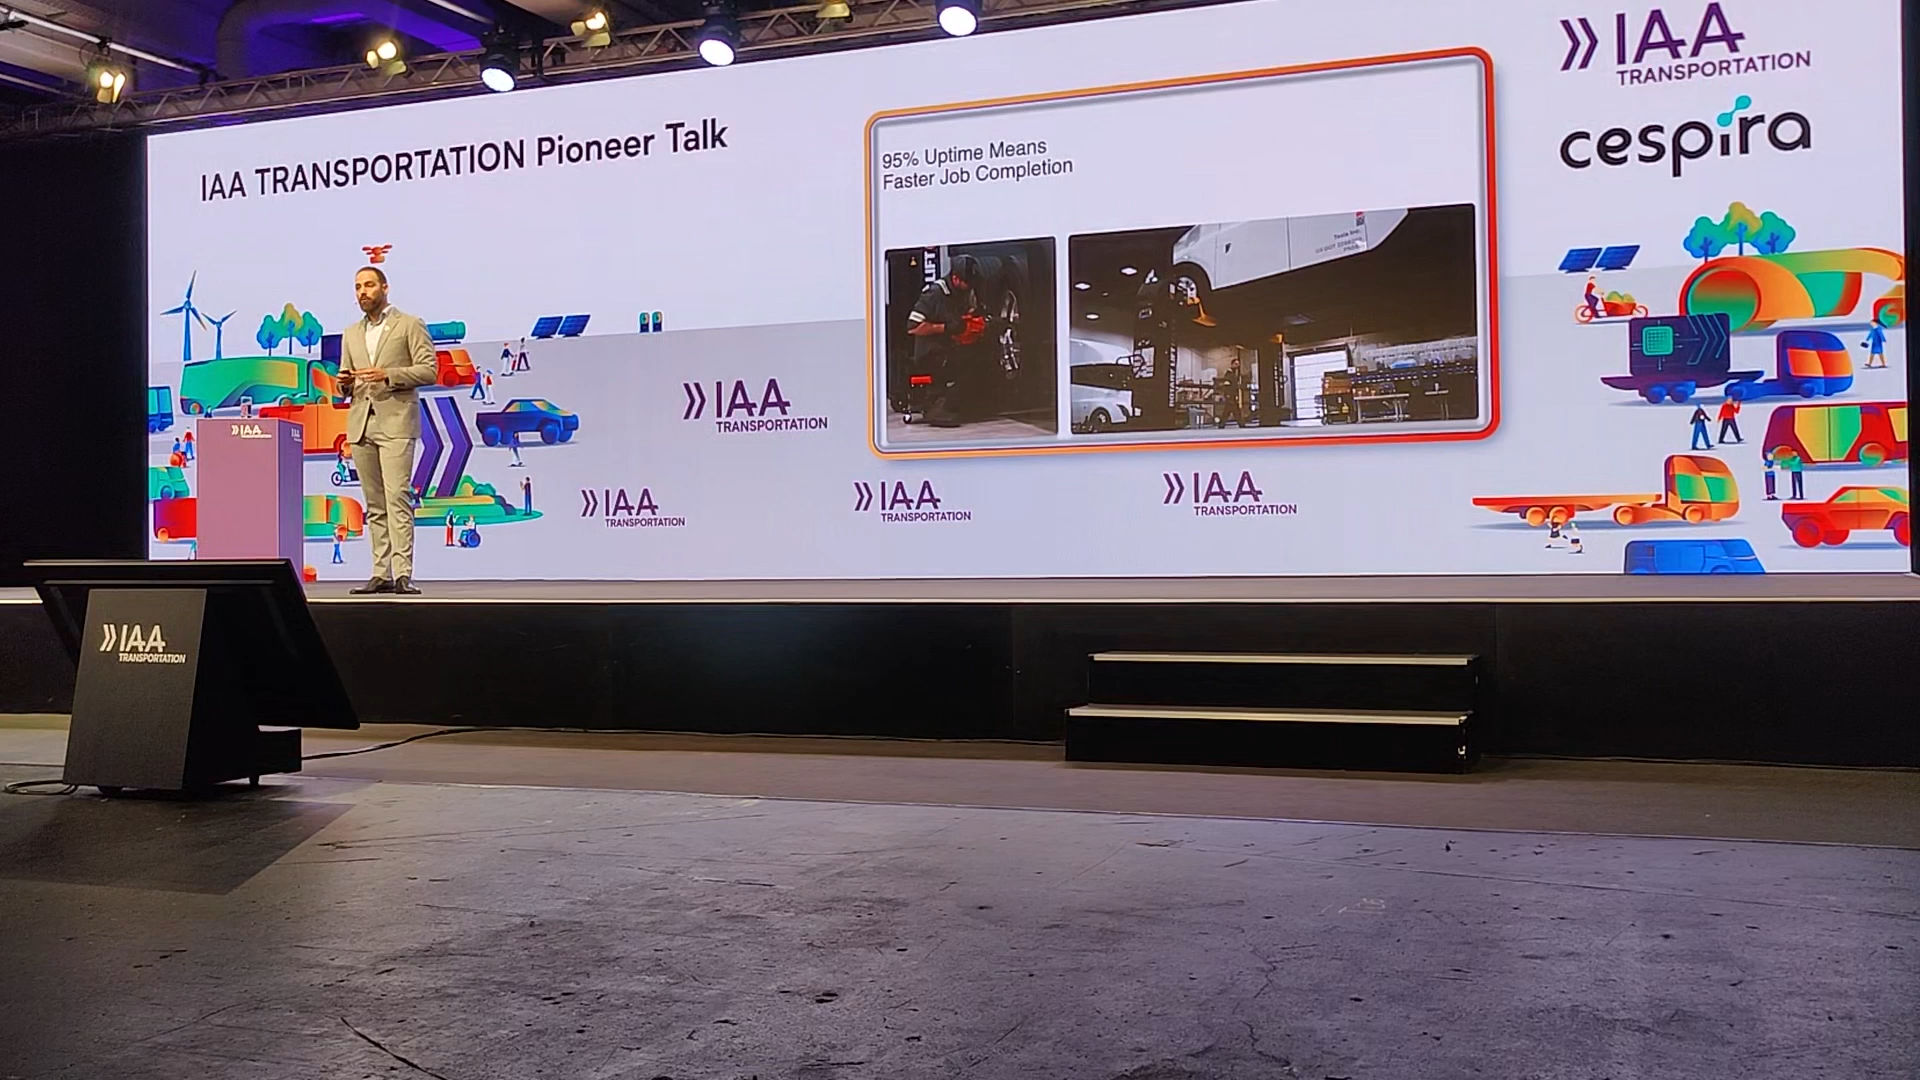 IAA TRANSPORTATION Pioneer Talk
95% Uptime Means
Faster Job Completion
IAA
TRANSPORTATION
cespira
IAA
TRANSPORTATION
IAA
TRANSPORTATION
IAA
TRANSPORTATION
IAA
TRANSPORTATION
IAA
IAA
TRANSPORTATION